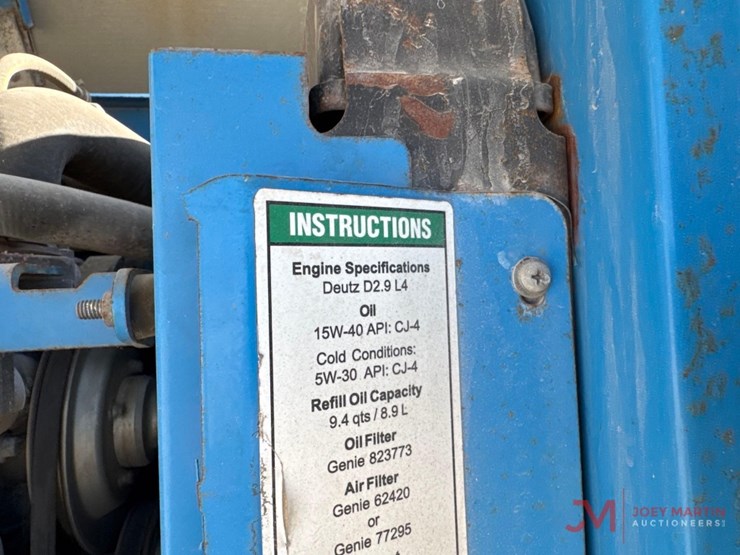 INSTRUCTIONS
Engine Specifications
Deutz D2.9 L4
Oil
15W-40 API: CJ-4
Cold Conditions:
5W-30 API: CJ-4
Refill Oil Capacity
9.4 qts / 8.9 L
Oil Filter
Genie 823773
Air Filter
Genie 62420
or
Genie 77295
JM
JOEY MARTIN
AUCTIONEERS